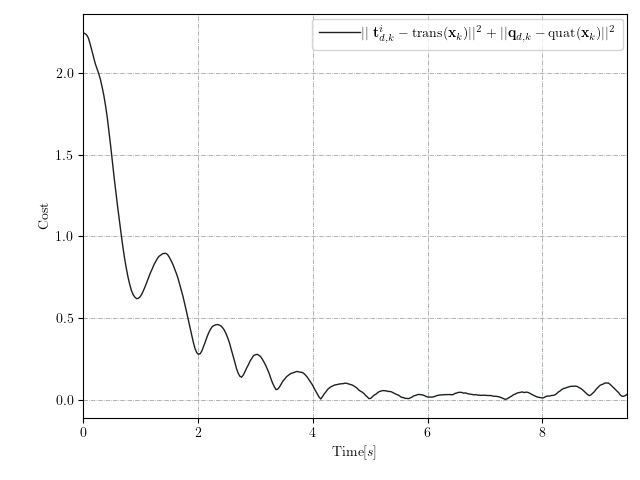 || t^i_{d,k} − trans(x_k)||^2 + ||q_{d,k} − quat(x_k)||^2
2.0
1.5
1.0
0.5
0.0
Cost
0 2 4 6 8
Time[s]